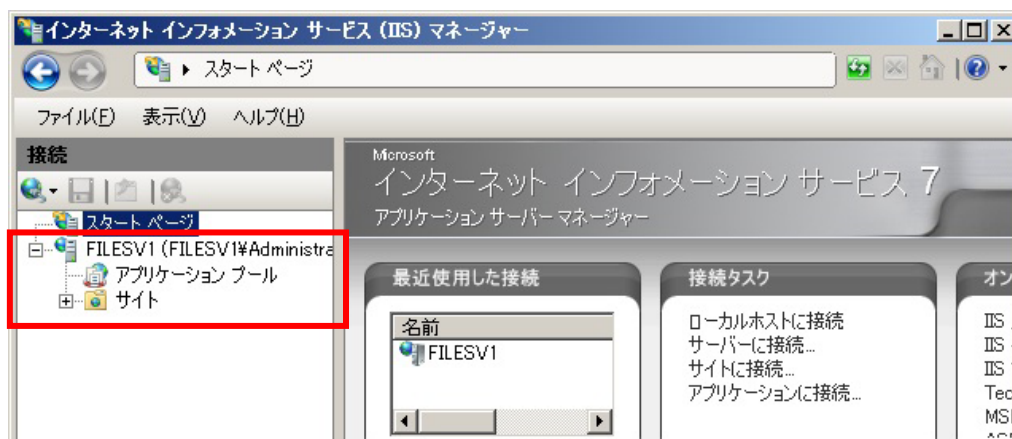 インターネット インフォメーション サービス (IIS) マネージャー
スタート ページ
ファイル(F) 表示(V) ヘルプ(H)
接続
スタート ページ
FILESV1 (FILESV1¥Administra
アプリケーション プール
サイト
Microsoft
インターネット インフォメーション サービス 7
アプリケーション サーバー マネージャー
最近使用した接続
名前
FILESV1
接続タスク
ローカルホストに接続
サーバーに接続...
サイトに接続...
アプリケーションに接続...
オン
IIS
IIS
IIS
Tec
MSI